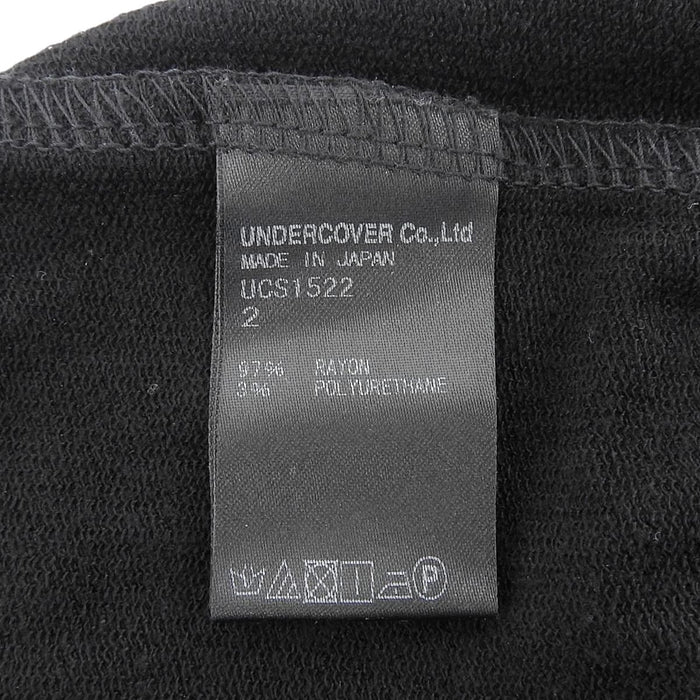 UNDERCOVER Co.,Ltd
MADE IN JAPAN
UCS1522
2
97% RAYON
3% POLYURETHANE
P